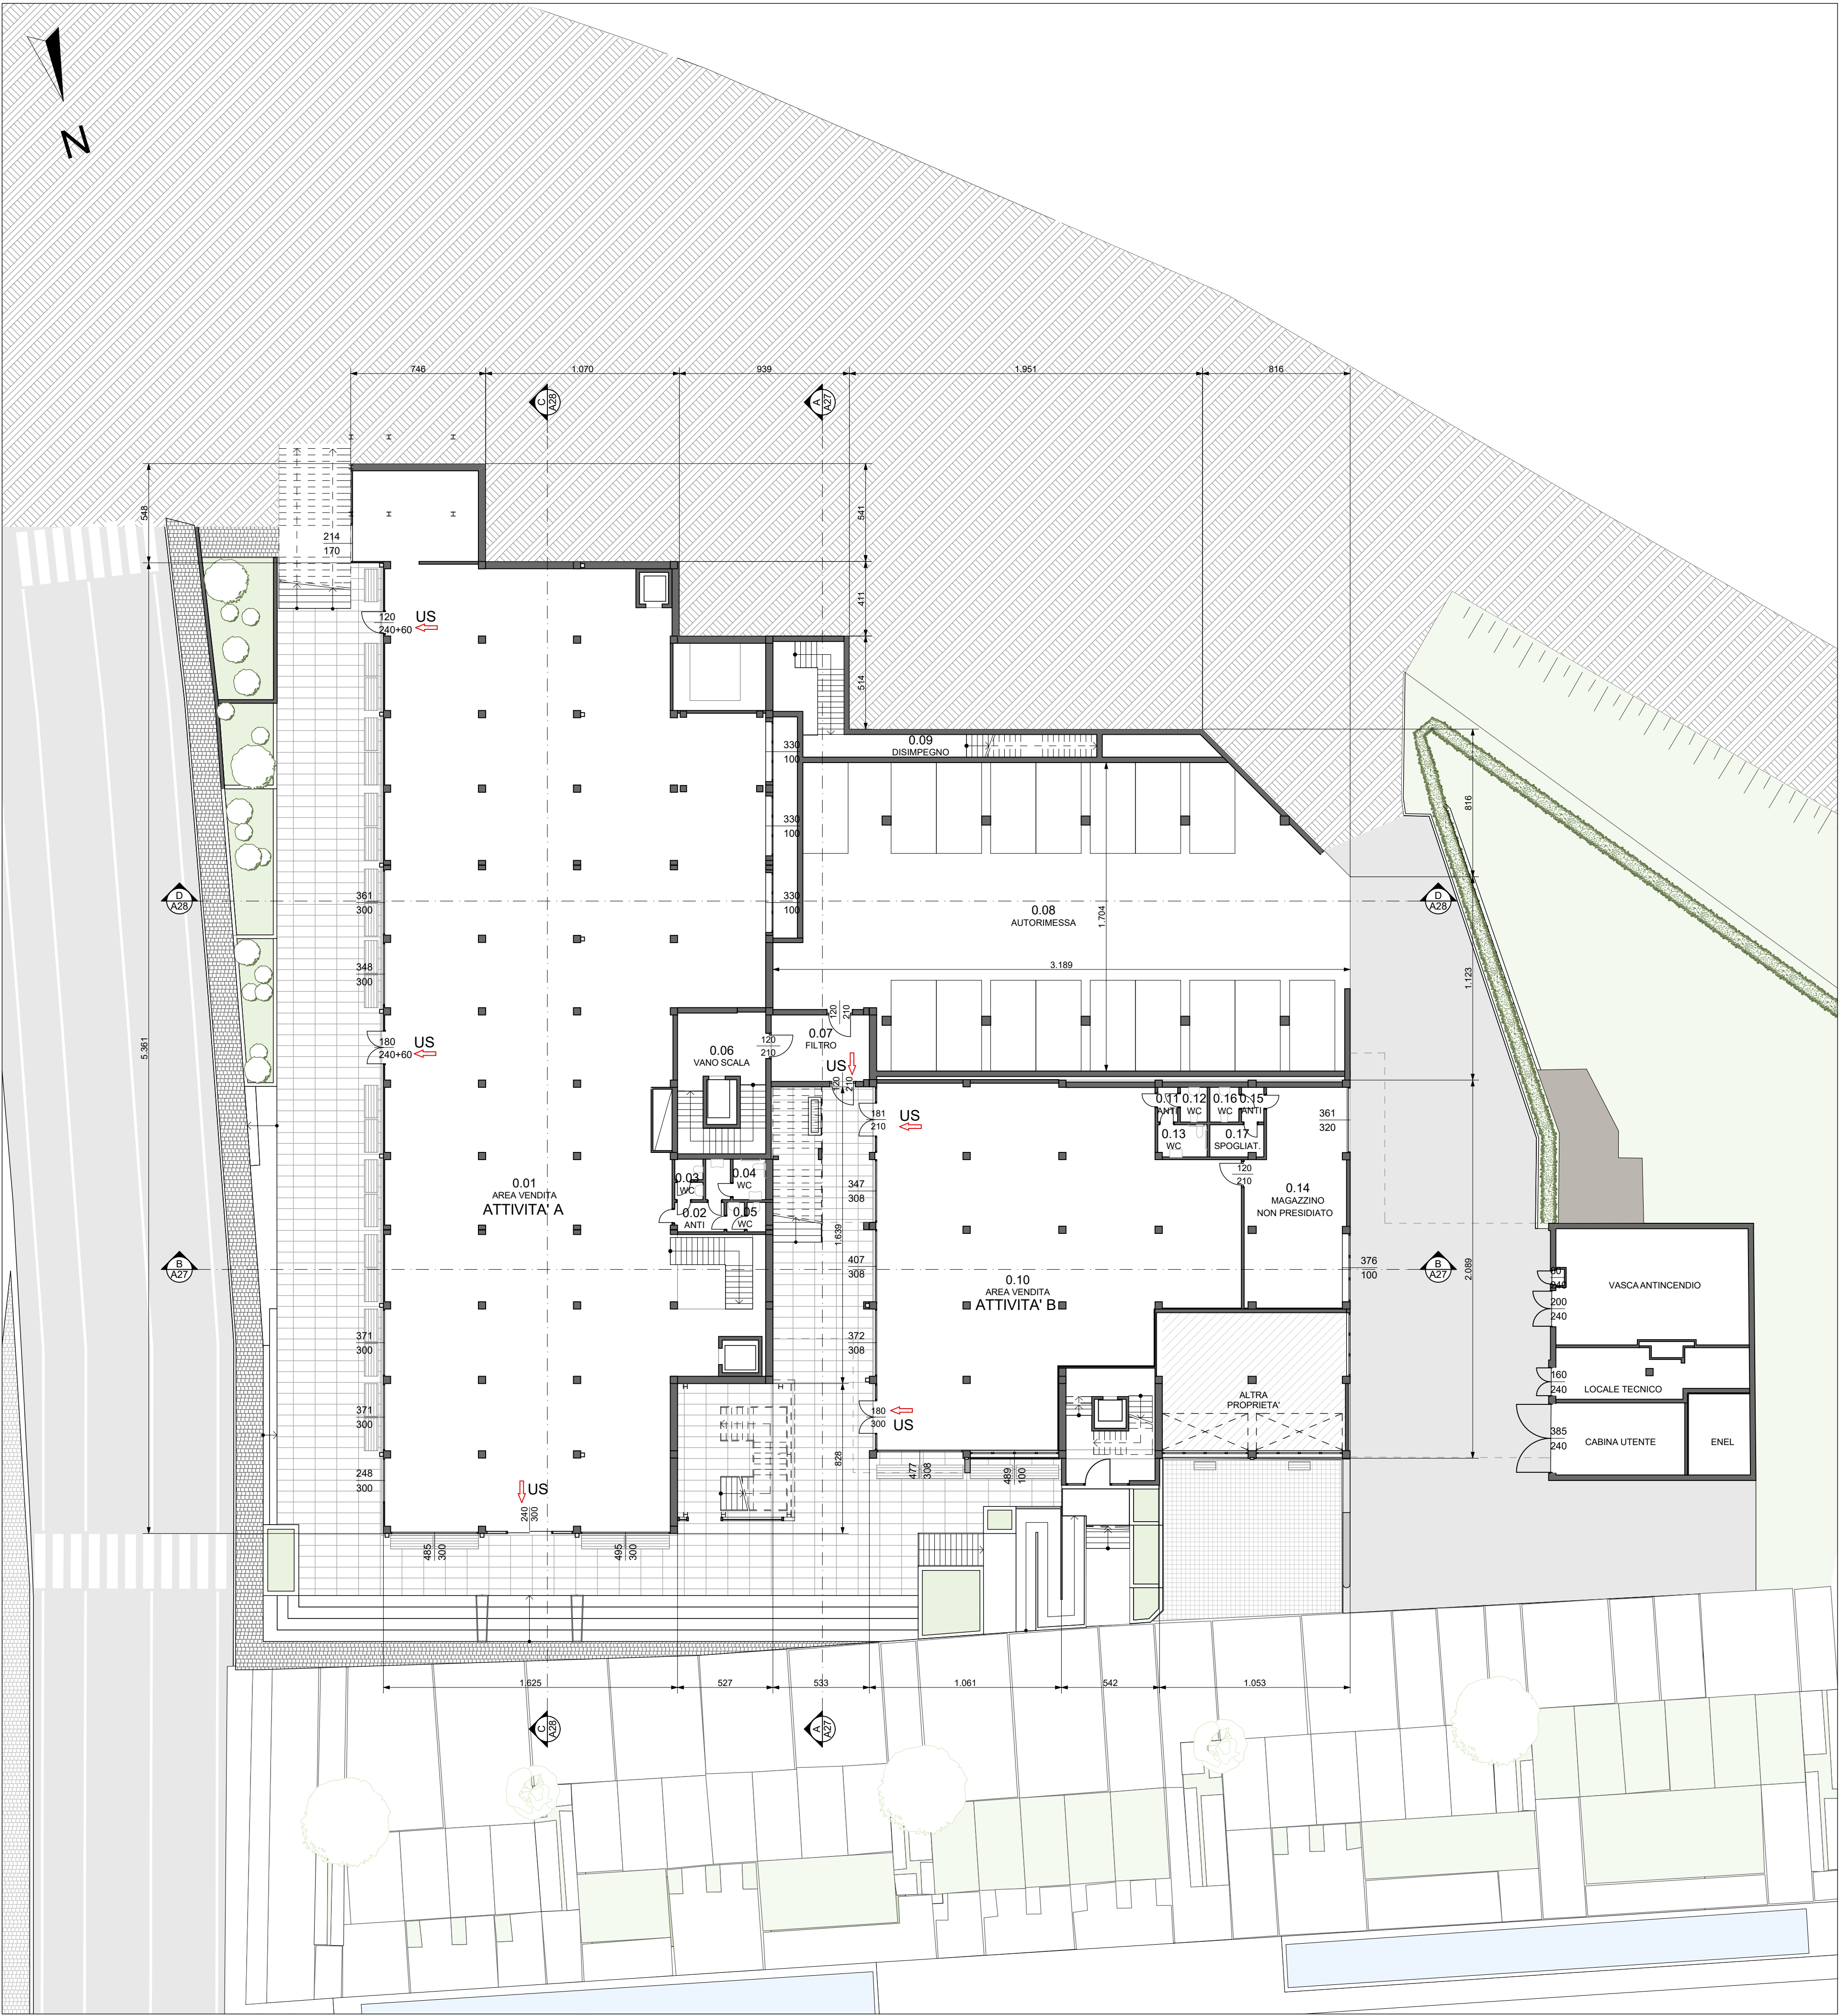 N
746
1.070
939
1.951
816
C
A28
A
A27
548
541
214
170
411
120
240+60
US
514
330
100
0.09
DISIMPEGNO
816
330
100
361
300
330
100
D
A28
0.08
AUTORIMESSA
1.704
D
A28
348
300
3.189
1.123
5.361
180
240+60
US
0.06
VANO SCALA
120
210
0.07
FILTRO
120
210
US
120
210
181
210
US
0.11
ANTI
0.12
WC
0.16
WC
0.15
ANTI
361
320
0.13
WC
0.17
SPOGLIAT.
120
210
0.01
AREA VENDITA
ATTIVITA' A
0.03
WC
0.04
WC
0.02
ANTI
0.05
WC
347
308
0.14
MAGAZZINO
NON PRESIDIATO
1.639
B
A27
407
308
0.10
AREA VENDITA
ATTIVITA' B
376
100
B
A27
2.089
240
200
240
VASCA ANTINCENDIO
371
300
372
308
160
240
LOCALE TECNICO
371
300
180
300
US
ALTRA
PROPRIETA'
385
240
CABINA UTENTE
ENEL
248
300
828
477
308
489
100
US
240
300
485
300
495
300
1.625
527
533
1.061
542
1.053
C
A28
A
A27